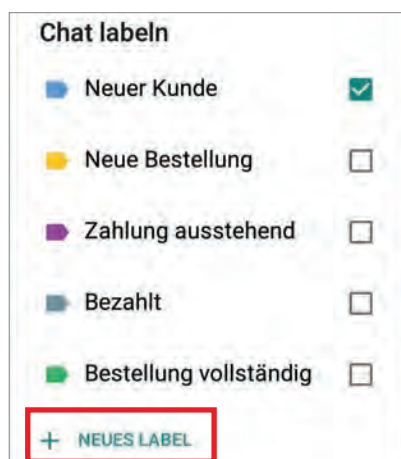 Chat labeln
Neuer Kunde
Neue Bestellung
Zahlung ausstehend
Bezahlt
Bestellung vollständig
+ NEUES LABEL